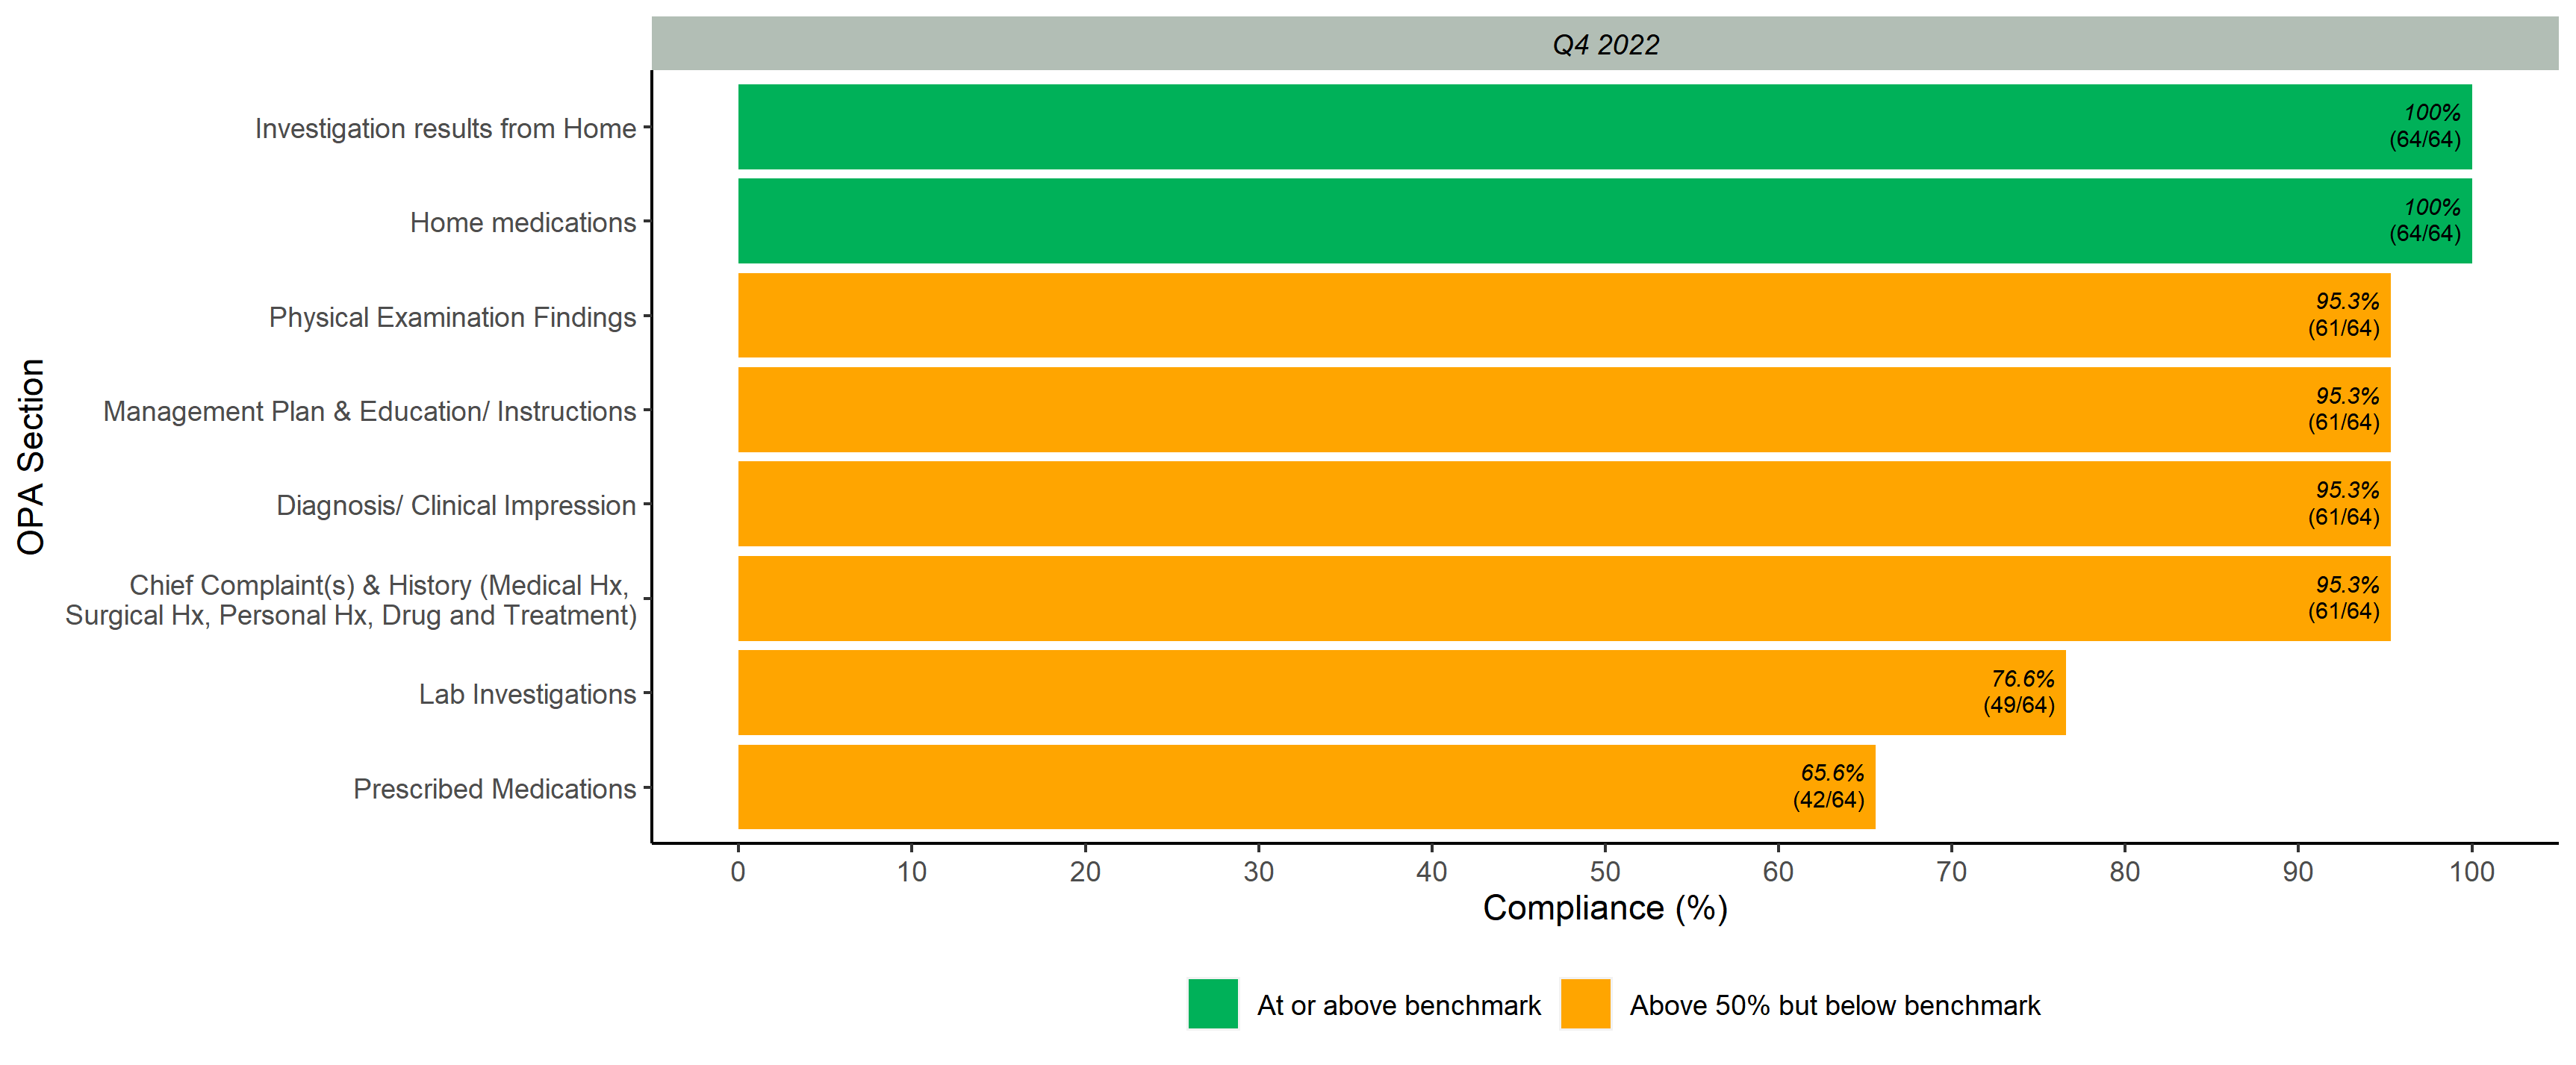 Q4 2022
OPA Section
Investigation results from Home
100%
(64/64)
Home medications
100%
(64/64)
Physical Examination Findings
95.3%
(61/64)
Management Plan & Education/ Instructions
95.3%
(61/64)
Diagnosis/ Clinical Impression
95.3%
(61/64)
Chief Complaint(s) & History (Medical Hx,
Surgical Hx, Personal Hx, Drug and Treatment)
95.3%
(61/64)
Lab Investigations
76.6%
(49/64)
Prescribed Medications
65.6%
(42/64)
0 10 20 30 40 50 60 70 80 90 100
Compliance (%)
At or above benchmark Above 50% but below benchmark